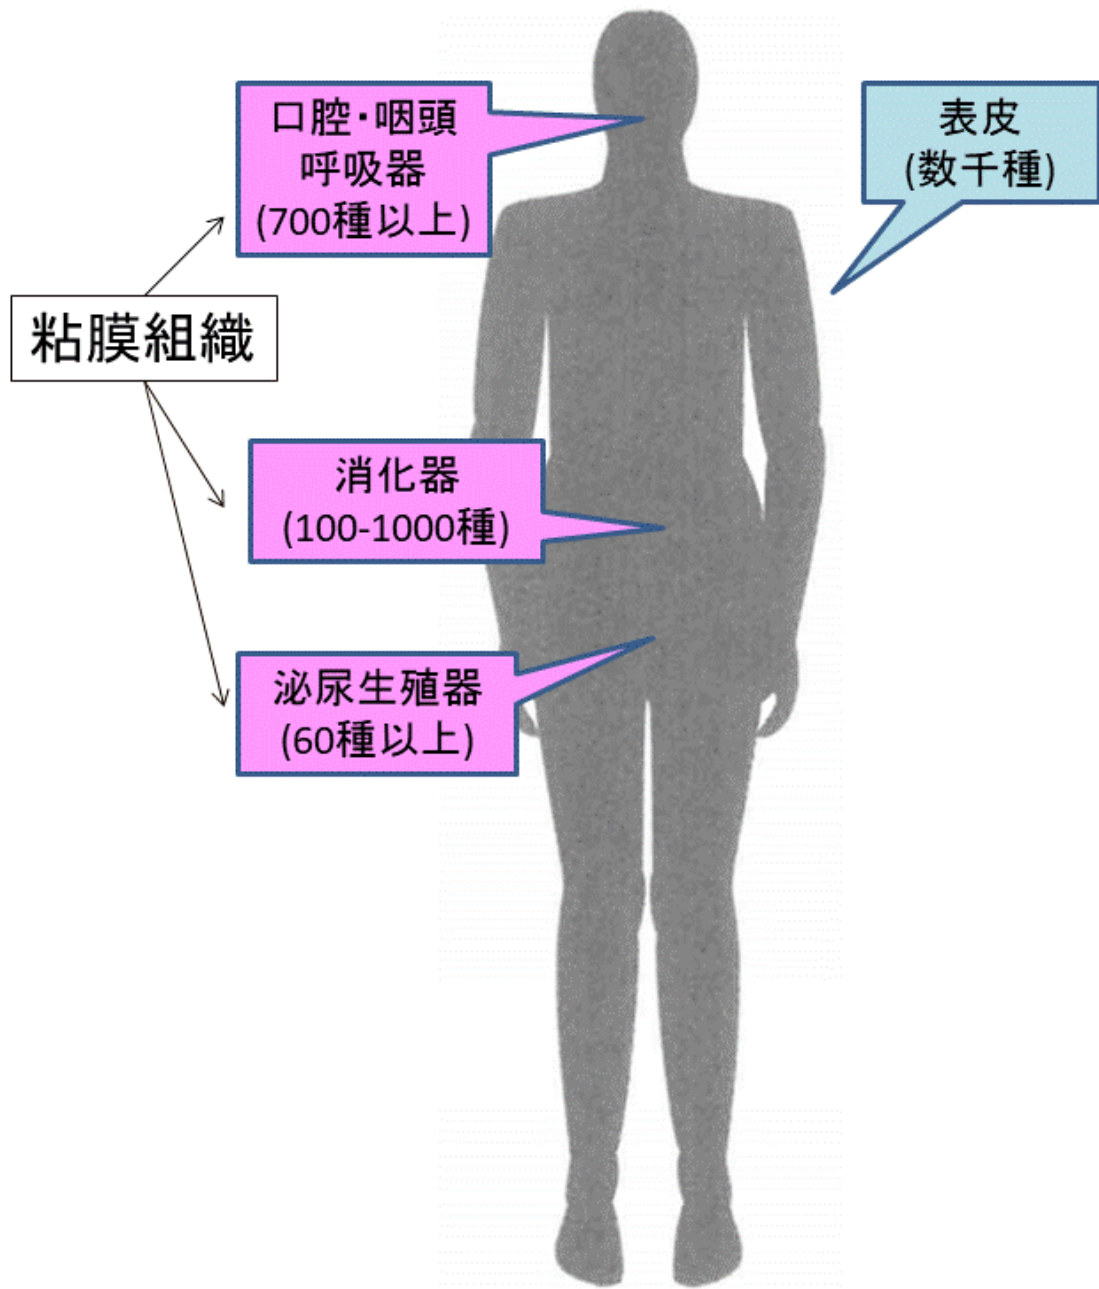 口腔・咽頭
呼吸器
(700種以上)
表皮
(数千種)
粘膜組織
消化器
(100-1000種)
泌尿生殖器
(60種以上)